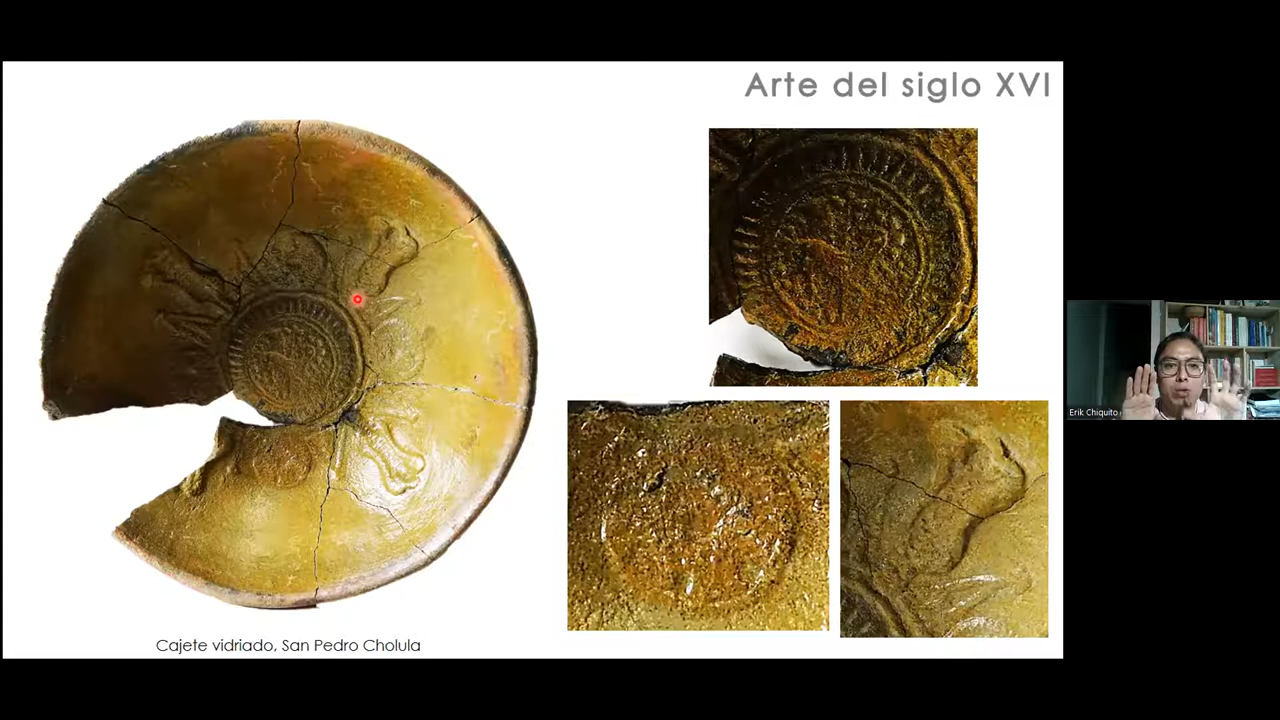 Arte del siglo XVI
Cajete vidriado, San Pedro Cholula
Erik Chiquito